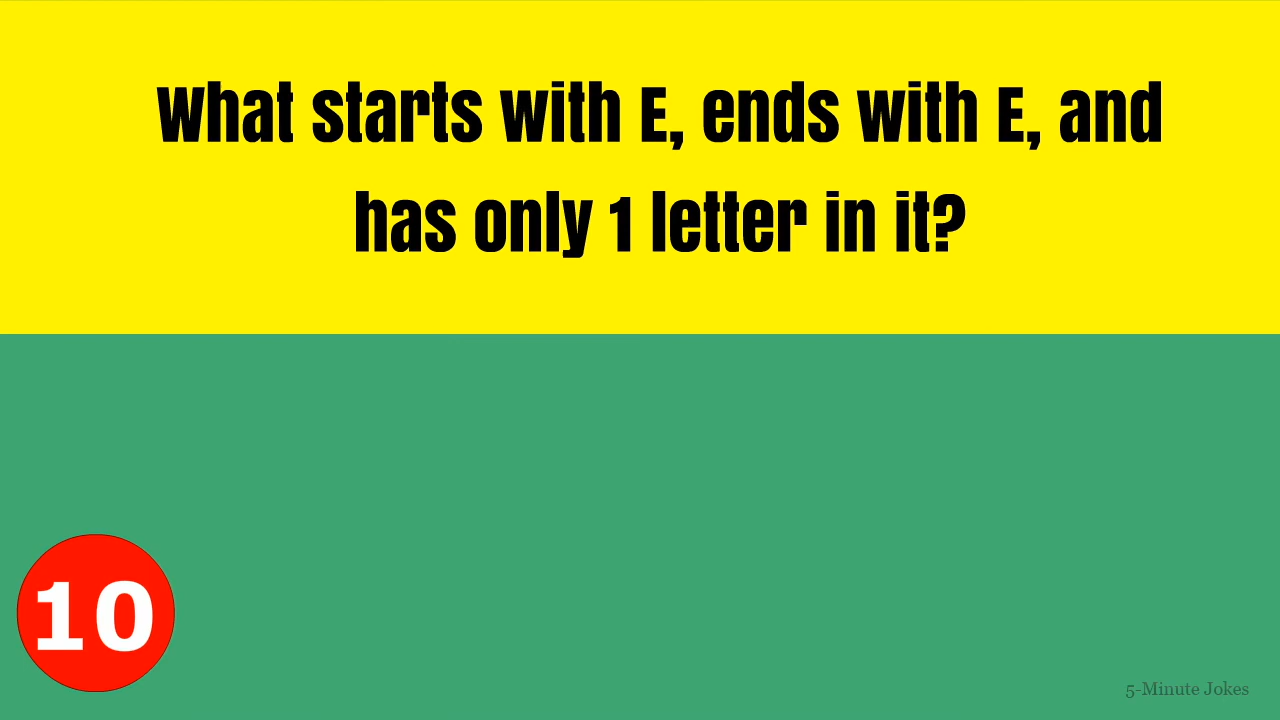 What starts with E, ends with E, and
has only 1 letter in it?
10
5-Minute Jokes